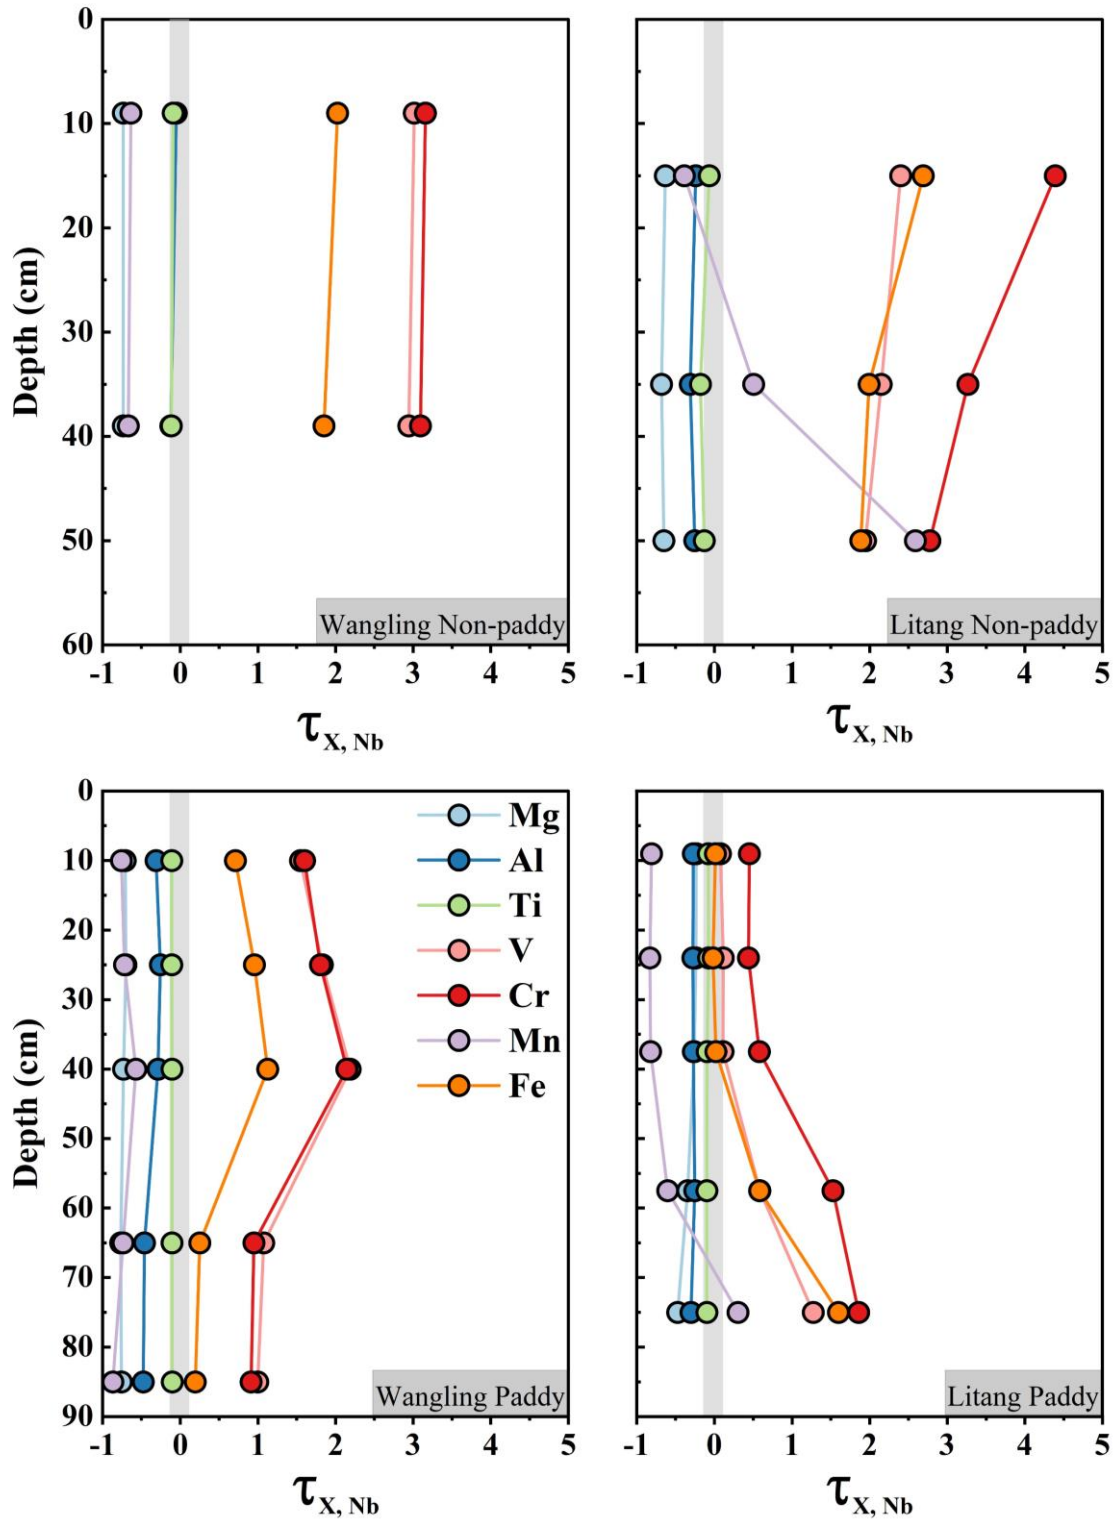 0
10
20
30
40
50
60
Depth (cm)
Wangling Non-paddy
-1 0 1 2 3 4 5
τX, Nb
Litang Non-paddy
-1 0 1 2 3 4 5
τX, Nb
0
10
20
30
40
50
60
70
80
90
Depth (cm)
Mg
Al
Ti
V
Cr
Mn
Fe
Wangling Paddy
-1 0 1 2 3 4 5
τX, Nb
Litang Paddy
-1 0 1 2 3 4 5
τX, Nb